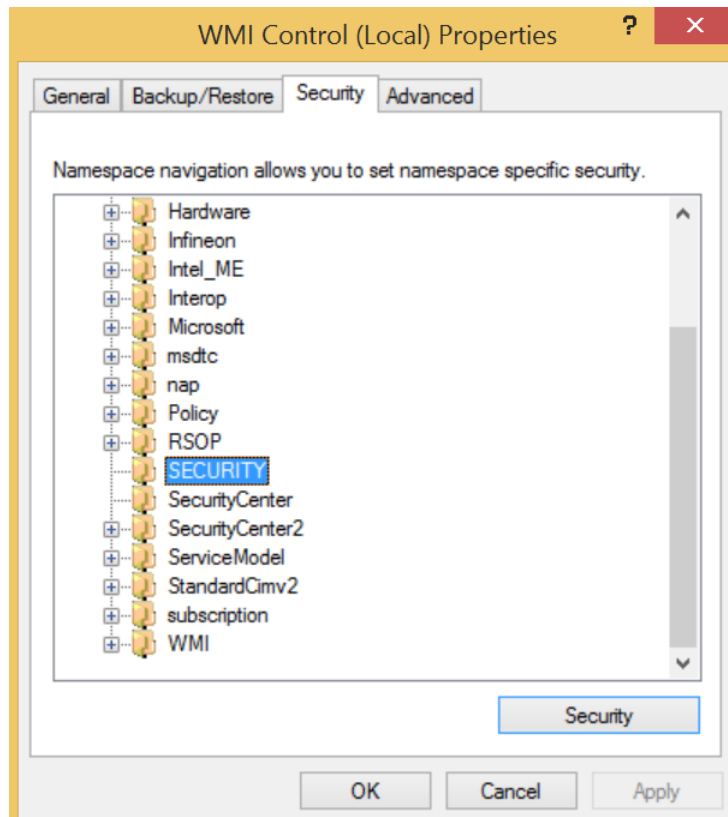 WMI Control (Local) Properties ?
General Backup/Restore Security Advanced
Namespace navigation allows you to set namespace specific security.
Hardware
Infineon
Intel_ME
Interop
Microsoft
msdtc
nap
Policy
RSOP
SECURITY
SecurityCenter
SecurityCenter2
ServiceModel
StandardCimv2
subscription
WMI
Security
OK Cancel Apply